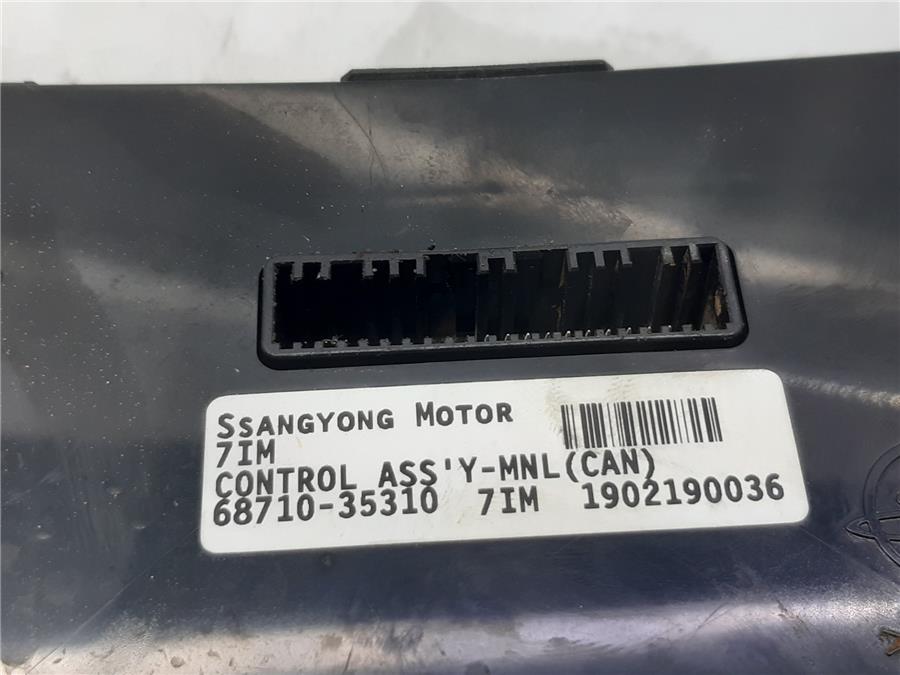 SSANGYONG MOTOR
7IM
CONTROL ASS'Y-MNL(CAN)
68710-35310 7IM 1902190036